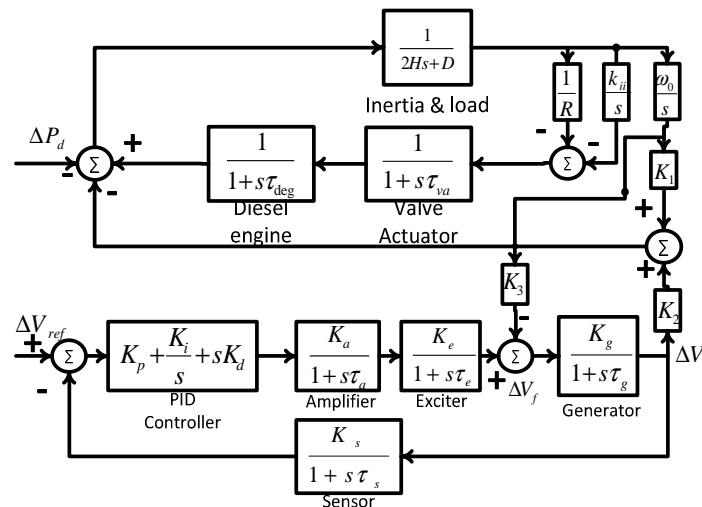 1
2Hs+D
Inertia & load
1
R
k_ii
s
ω_0
s
ΔP_d
Σ
1
1+sτ_deg
Diesel
engine
1
1+sτ_va
Valve
Actuator
Σ
K_1
Σ
K_3
K_2
ΔV_ref
Σ
K_p + K_i/s + sK_d
PID
Controller
K_a
1+sτ_a
Amplifier
K_e
1+sτ_e
Exciter
Σ
ΔV_f
K_g
1+sτ_g
Generator
ΔV
K_s
1+sτ_s
Sensor